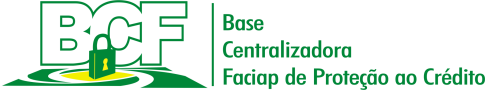 BCF
Base
Centralizadora
Faciap de Proteção ao Crédito